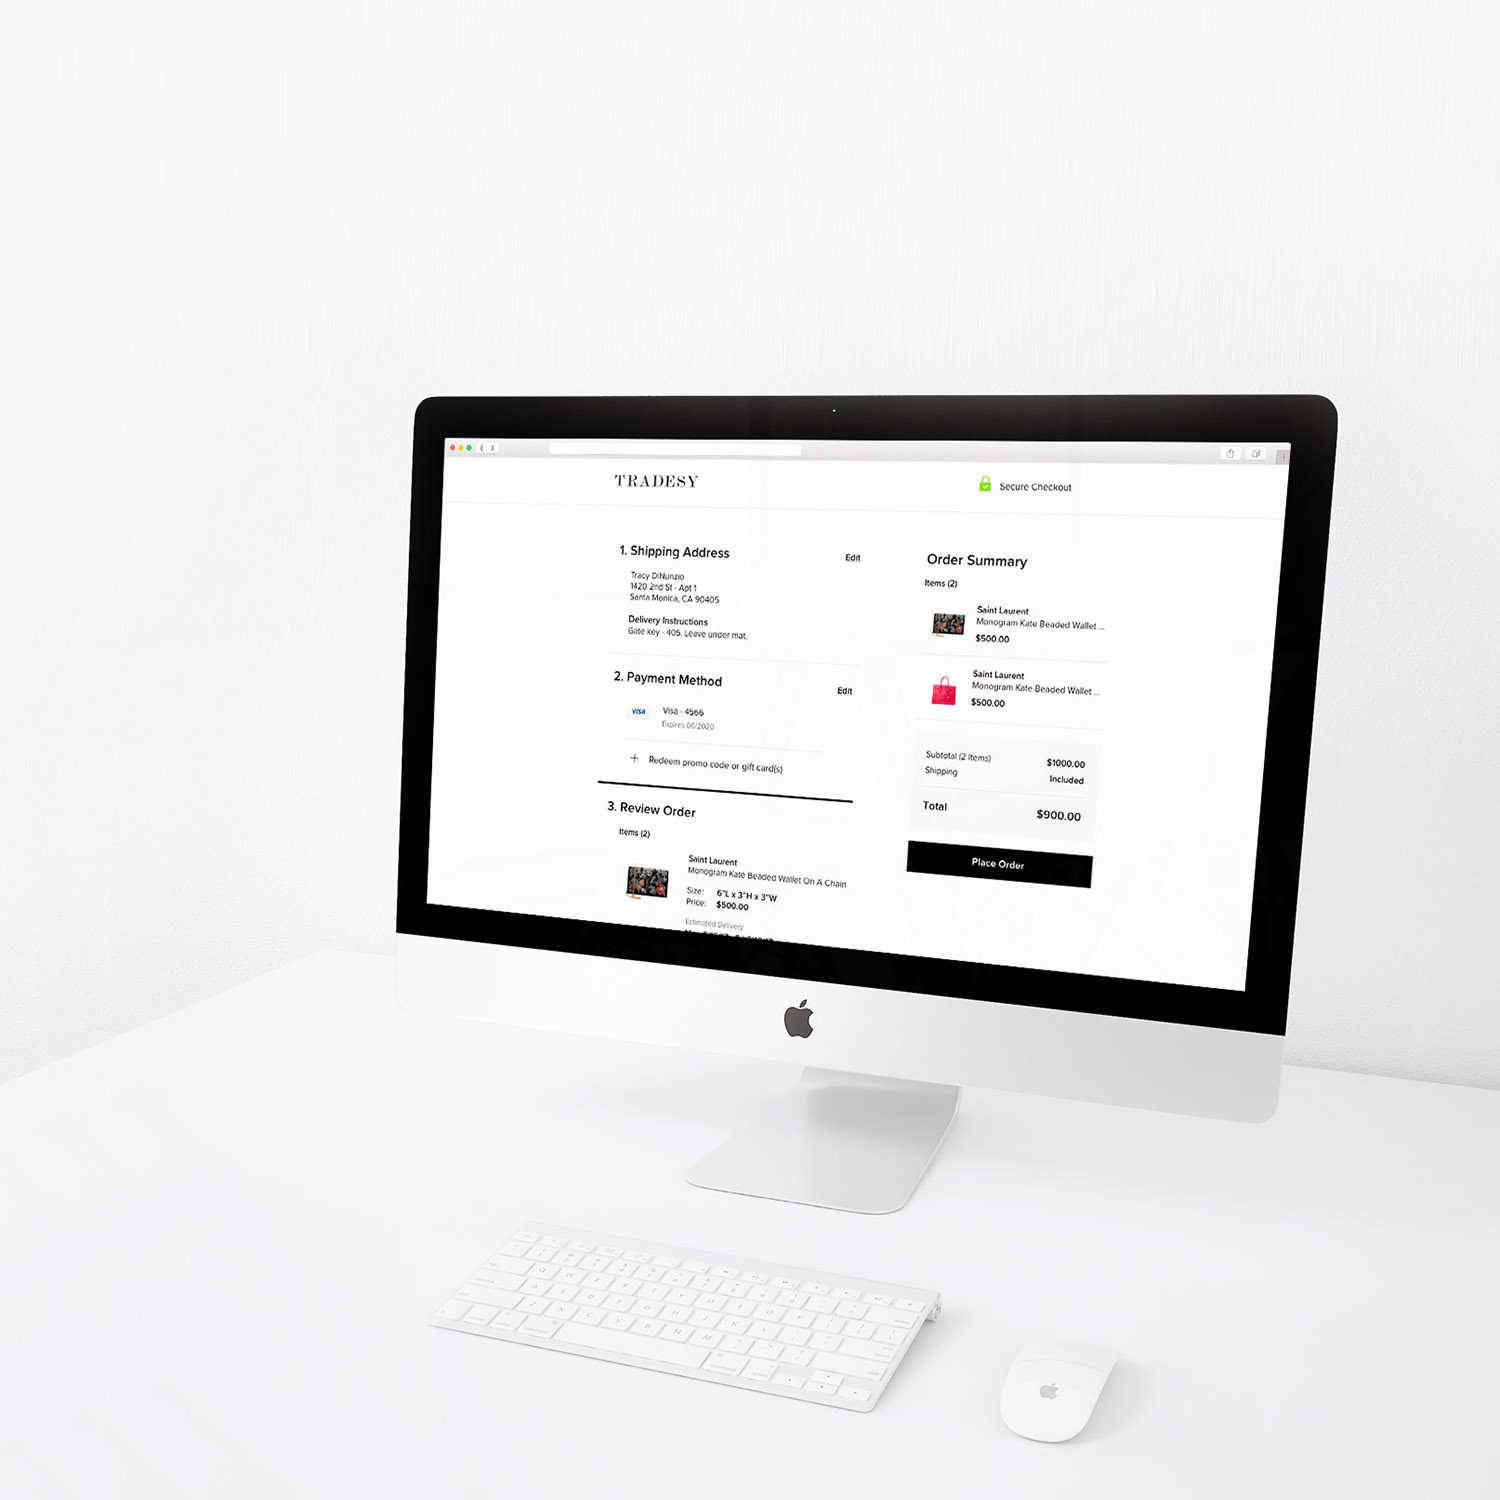 TRADESY
Secure Checkout
1. Shipping Address
Edit
Tracy DiNunzio
1420 2nd St - Apt 1
Santa Monica, CA 90405
Delivery Instructions
Gate key - 405. Leave under mat.
2. Payment Method
Edit
VISA
Visa - 4566
Expires 06/2020
+ Redeem promo code or gift card(s)
3. Review Order
Items (2)
Saint Laurent
Monogram Kate Beaded Wallet On A Chain
Size: 6"L x 3"H x 3"W
Price: $500.00
Estimated Delivery
Order Summary
Items (2)
Saint Laurent
Monogram Kate Beaded Wallet ...
$500.00
Saint Laurent
Monogram Kate Beaded Wallet ...
$500.00
Subtotal (2 Items) $1000.00
Shipping Included
Total $900.00
Place Order